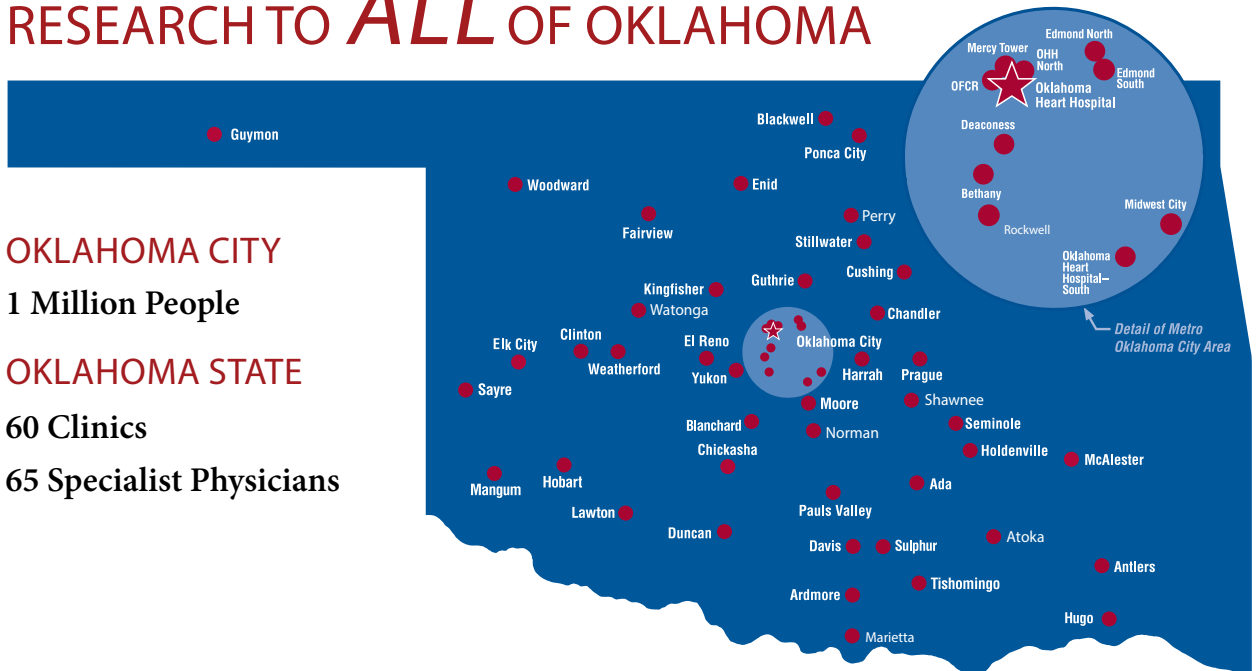 RESEARCH TO ALL OF OKLAHOMA
OKLAHOMA CITY
1 Million People
OKLAHOMA STATE
60 Clinics
65 Specialist Physicians
Guymon
Blackwell
Ponca City
Woodward
Enid
Fairview
Perry
Stillwater
Cushing
Guthrie
Kingfisher
Watonga
Chandler
Clinton
Elk City
Weatherford
El Reno
Yukon
Oklahoma City
Harrah
Prague
Sayre
Moore
Shawnee
Blanchard
Norman
Seminole
Chickasha
Holdenville
McAlester
Mangum
Hobart
Ada
Lawton
Pauls Valley
Duncan
Davis
Sulphur
Atoka
Antlers
Tishomingo
Ardmore
Hugo
Marietta
Edmond North
Mercy Tower
OHH
North
Edmond
South
OFCR
Oklahoma
Heart Hospital
Deaconess
Bethany
Rockwell
Midwest City
Oklahoma
Heart
Hospital–
South
Detail of Metro
Oklahoma City Area